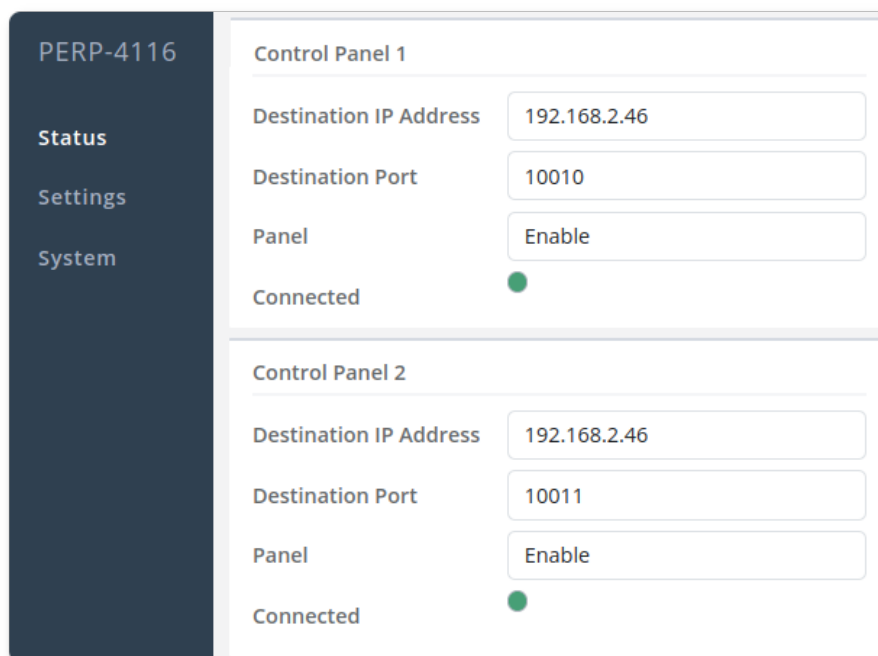 PERP-4116
Status
Settings
System
Control Panel 1
Destination IP Address 192.168.2.46
Destination Port 10010
Panel Enable
Connected
Control Panel 2
Destination IP Address 192.168.2.46
Destination Port 10011
Panel Enable
Connected